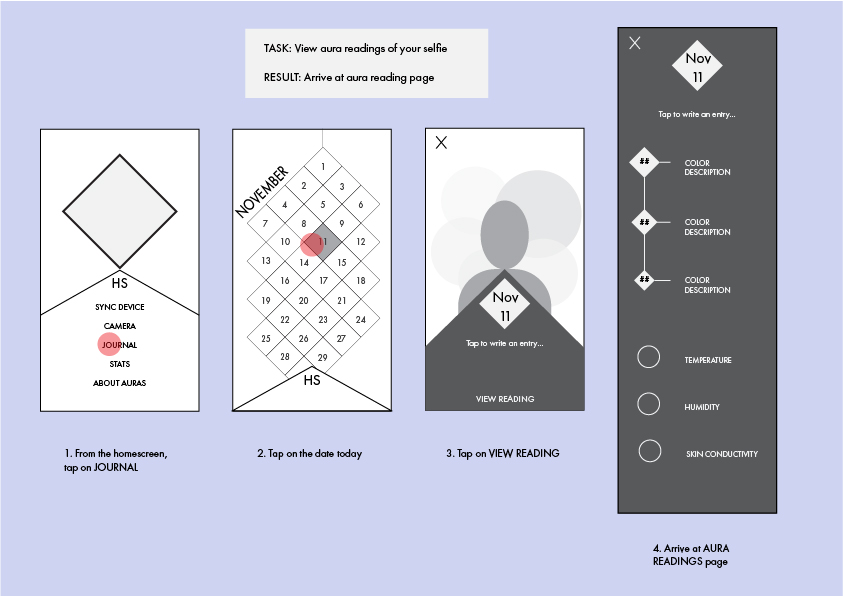 TASK: View aura readings of your selfie
RESULT: Arrive at aura reading page
HS
SYNC DEVICE
CAMERA
JOURNAL
STATS
ABOUT AURAS
1. From the homescreen,
tap on JOURNAL
NOVEMBER
1
2 3
4 5 6
7 8 9
10 11 12
13 14 15
16 17 18
19 20 21
22 23 24
25 26 27
28 29
HS
2. Tap on the date today
X
Nov
11
Tap to write an entry...
VIEW READING
3. Tap on VIEW READING
X
Nov
11
Tap to write an entry...
## COLOR
DESCRIPTION
## COLOR
DESCRIPTION
## COLOR
DESCRIPTION
TEMPERATURE
HUMIDITY
SKIN CONDUCTIVITY
4. Arrive at AURA
READINGS page